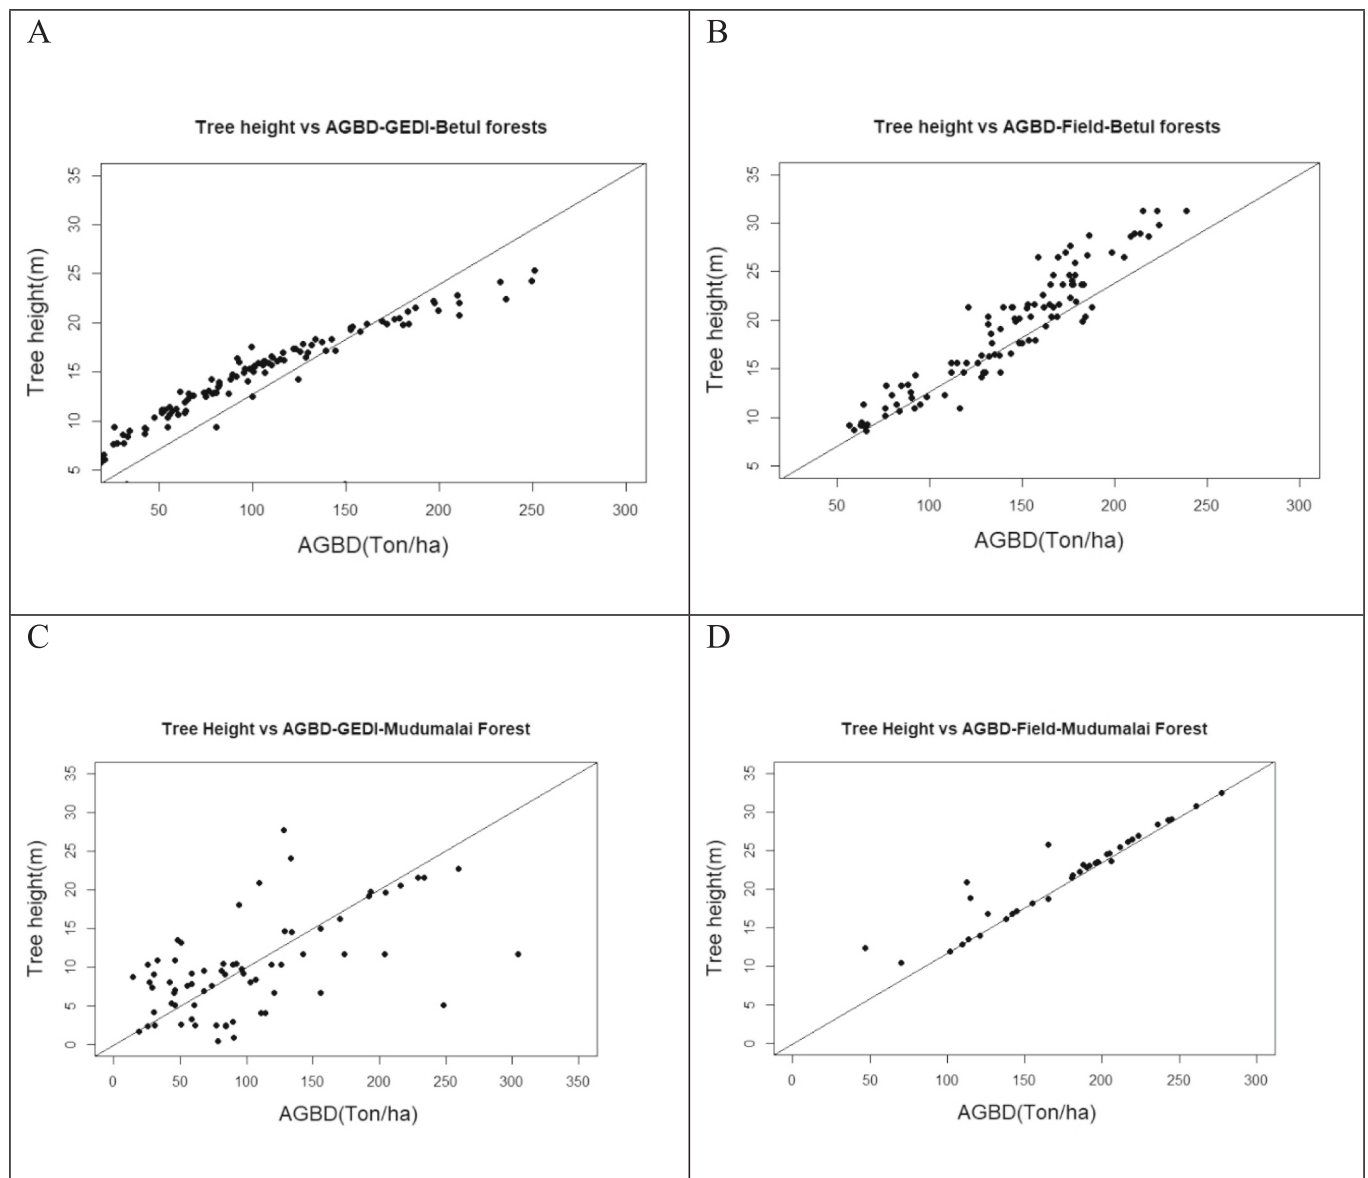 A
Tree height vs AGBD-GEDI-Betul forests
35
30
25
20
15
10
5
Tree height(m)
50 100 150 200 250 300
AGBD(Ton/ha)
B
Tree height vs AGBD-Field-Betul forests
35
30
25
20
15
10
5
Tree height(m)
50 100 150 200 250 300
AGBD(Ton/ha)
C
Tree Height vs AGBD-GEDI-Mudumalai Forest
35
30
25
20
15
10
5
0
Tree height(m)
0 50 100 150 200 250 300 350
AGBD(Ton/ha)
D
Tree Height vs AGBD-Field-Mudumalai Forest
35
30
25
20
15
10
5
0
Tree height(m)
0 50 100 150 200 250 300
AGBD(Ton/ha)